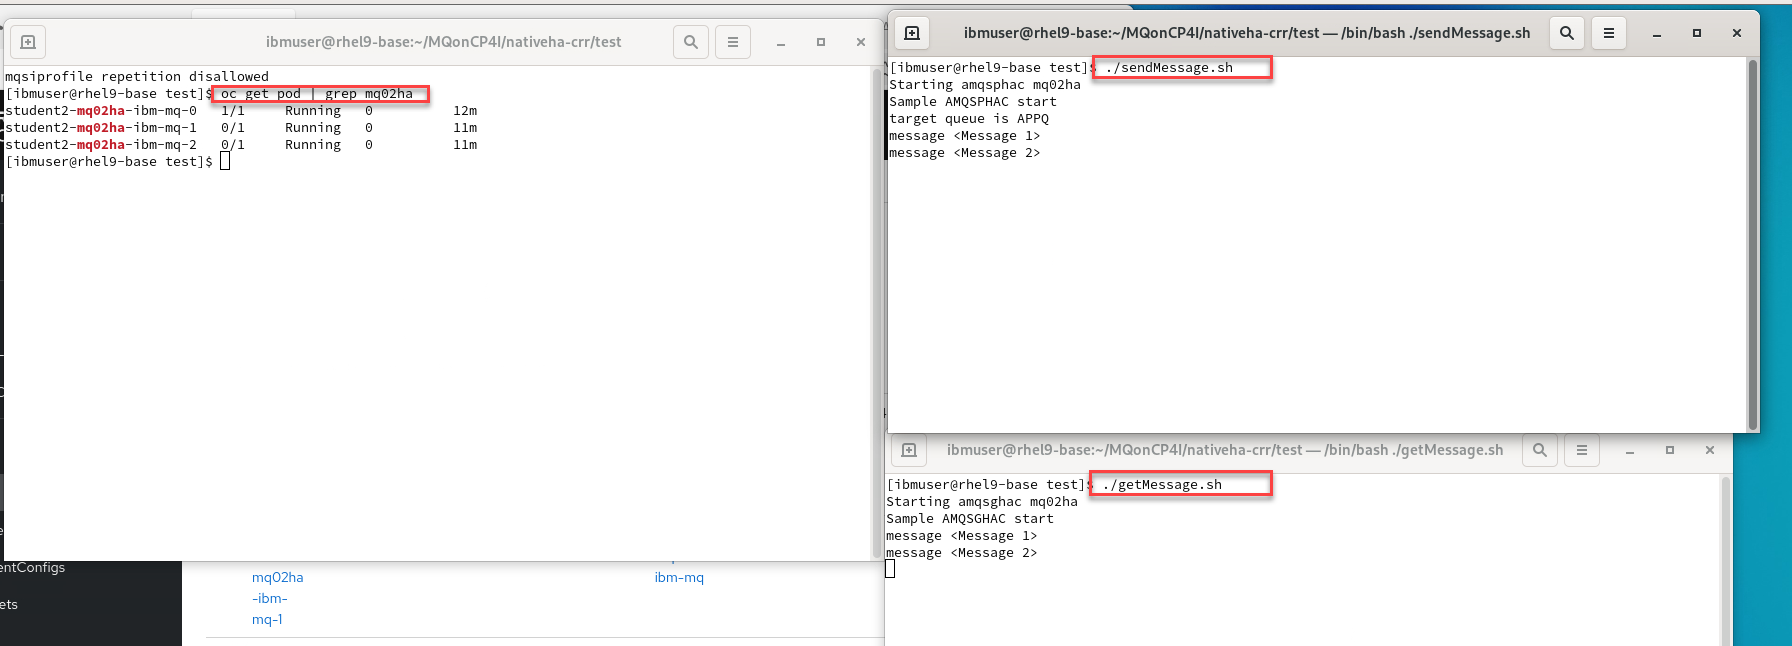 ibmuser@rhel9-base:~/MQonCP4I/nativeha-crr/test
mqsiprofile repetition disallowed
[ibmuser@rhel9-base test]$ oc get pod | grep mq02ha
student2-mq02ha-ibm-mq-0   1/1     Running   0          12m
student2-mq02ha-ibm-mq-1   0/1     Running   0          11m
student2-mq02ha-ibm-mq-2   0/1     Running   0          11m
[ibmuser@rhel9-base test]$
ibmuser@rhel9-base:~/MQonCP4I/nativeha-crr/test — /bin/bash ./sendMessage.sh
[ibmuser@rhel9-base test]$ ./sendMessage.sh
Starting amqsphac mq02ha
Sample AMQSPHAC start
target queue is APPQ
message <Message 1>
message <Message 2>
ibmuser@rhel9-base:~/MQonCP4I/nativeha-crr/test — /bin/bash ./getMessage.sh
[ibmuser@rhel9-base test]$ ./getMessage.sh
Starting amqsghac mq02ha
Sample AMQSGHAC start
message <Message 1>
message <Message 2>
entConfigs
ets
mq02ha
-ibm-
mq-1
ibm-mq